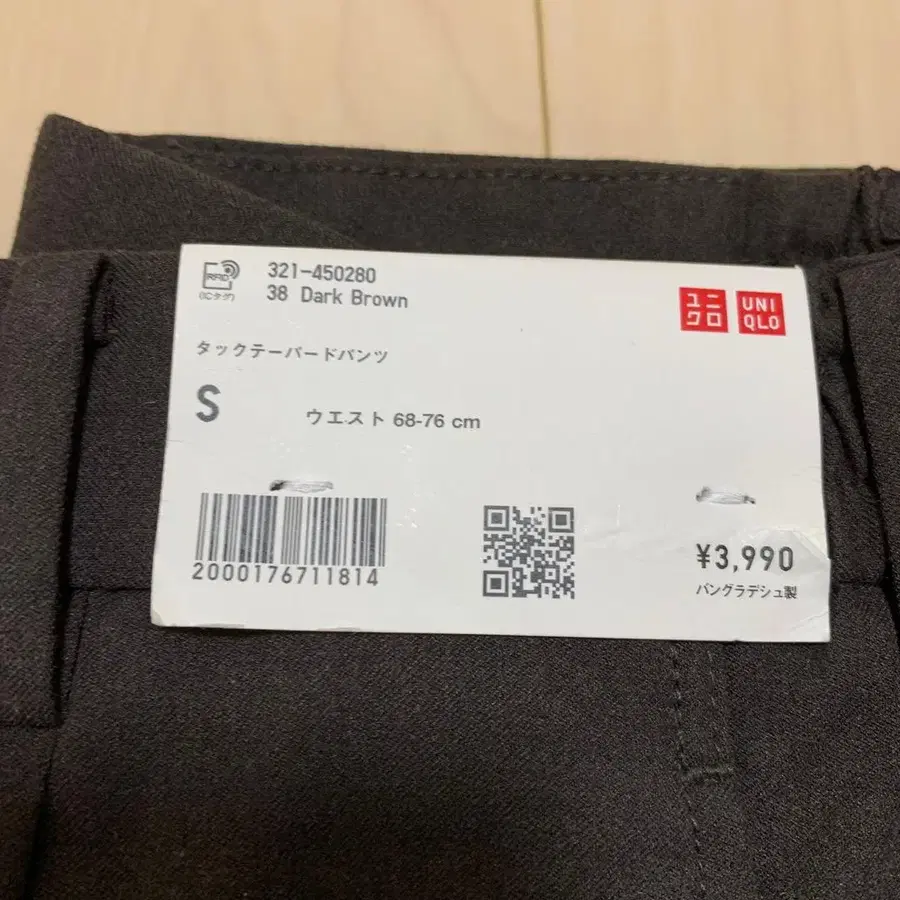 RFID
(ICタグ)
321-450280
38 Dark Brown
ユニ
クロ
UNI
QLO
タックテーパードパンツ
S
ウエスト 68-76 cm
2000176711814
¥3,990
バングラデシュ製